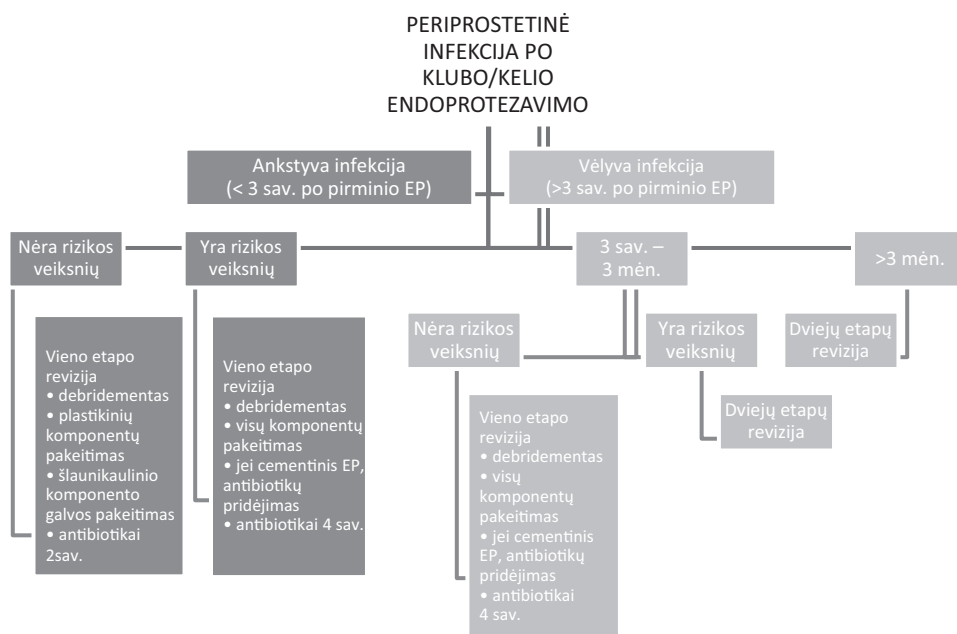 PERIPROSTETINĖ
INFEKCIJA PO
KLUBO/KELIO
ENDOPROTEZAVIMO
Ankstyva infekcija
(< 3 sav. po pirminio EP)
Vėlyva infekcija
(>3 sav. po pirminio EP)
Nėra rizikos
veiksnių
Yra rizikos
veiksnių
3 sav. –
3 mėn.
>3 mėn.
Vieno etapo
revizija
• debridementas
• plastikinių
komponentų
pakeitimas
• šlaunikaulinio
komponento
galvos pakeitimas
• antibiotikai
2sav.
Vieno etapo
revizija
• debridementas
• visų komponentų
pakeitimas
• jei cementinis EP,
antibiotikų
pridėjimas
• antibiotikai 4 sav.
Nėra rizikos
veiksnių
Yra rizikos
veiksnių
Dviejų etapų
revizija
Vieno etapo
revizija
• debridementas
• visų
komponentų
pakeitimas
• jei cementinis
EP, antibiotikų
pridėjimas
• antibiotikai
4 sav.
Dviejų etapų
revizija